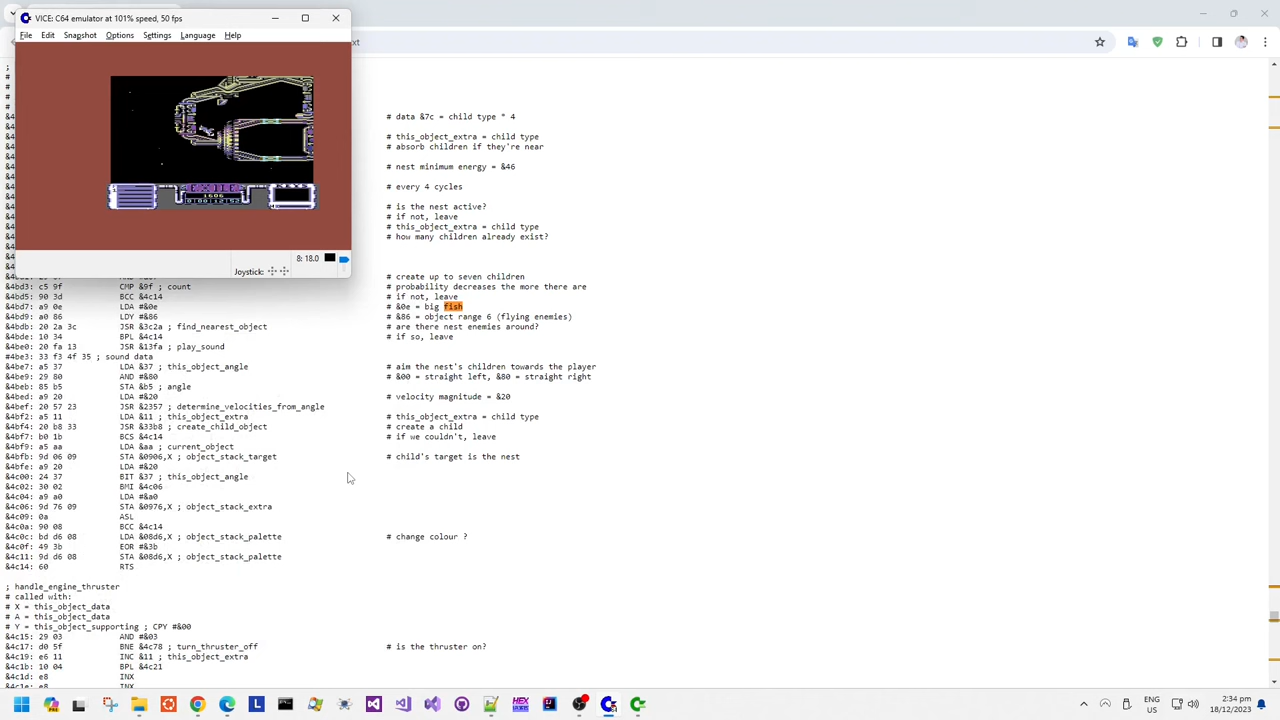 VICE: C64 emulator at 101% speed, 50 fps
File Edit Snapshot Options Settings Language Help
EXILE
KEYS
8: 18.0
Joystick:
# data &7c = child type * 4
# this_object_extra = child type
# absorb children if they're near
# nest minimum energy = &46
# every 4 cycles
# is the nest active?
# if not, leave
# this_object_extra = child type
# how many children already exist?
# create up to seven children
&4bd3: c5 9f CMP &9f ; count # probability decreases the more there are
&4bd5: 90 3d BCC &4c14 # if not, leave
&4bd7: a9 0e LDA #&0e # &0e = big fish
&4bd9: a0 86 LDY #&86 # &86 = object range 6 (flying enemies)
&4bdb: 20 2a 3c JSR &3c2a ; find_nearest_object # are there nest enemies around?
&4bde: 10 34 BPL &4c14 # if so, leave
&4be0: 20 fa 13 JSR &13fa ; play_sound
#4be3: 33 f3 4f 35 ; sound data
&4be7: a5 37 LDA &37 ; this_object_angle # aim the nest's children towards the player
&4be9: 29 80 AND #&80 # &00 = straight left, &80 = straight right
&4beb: 85 b5 STA &b5 ; angle
&4bed: a9 20 LDA #&20 # velocity magnitude = &20
&4bef: 20 57 23 JSR &2357 ; determine_velocities_from_angle
&4bf2: a5 11 LDA &11 ; this_object_extra # this_object_extra = child type
&4bf4: 20 b8 33 JSR &33b8 ; create_child_object # create a child
&4bf7: b0 1b BCS &4c14 # if we couldn't, leave
&4bf9: a5 aa LDA &aa ; current_object
&4bfb: 9d 06 09 STA &0906,X ; object_stack_target # child's target is the nest
&4bfe: a9 20 LDA #&20
&4c00: 24 37 BIT &37 ; this_object_angle
&4c02: 30 02 BMI &4c06
&4c04: a9 a0 LDA #&a0
&4c06: 9d 76 09 STA &0976,X ; object_stack_extra
&4c09: 0a ASL
&4c0a: 90 08 BCC &4c14
&4c0c: bd d6 08 LDA &08d6,X ; object_stack_palette # change colour ?
&4c0f: 49 3b EOR #&3b
&4c11: 9d d6 08 STA &08d6,X ; object_stack_palette
&4c14: 60 RTS
; handle_engine_thruster
# called with:
# X = this_object_data
# A = this_object_data
# Y = this_object_supporting ; CPY #&00
&4c15: 29 03 AND #&03
&4c17: d0 5f BNE &4c78 ; turn_thruster_off # is the thruster on?
&4c19: e6 11 INC &11 ; this_object_extra
&4c1b: 10 04 BPL &4c21
&4c1d: e8 INX
&4c1e: e8 INX
HEX
ENG
US
2:34 pm
18/12/2023